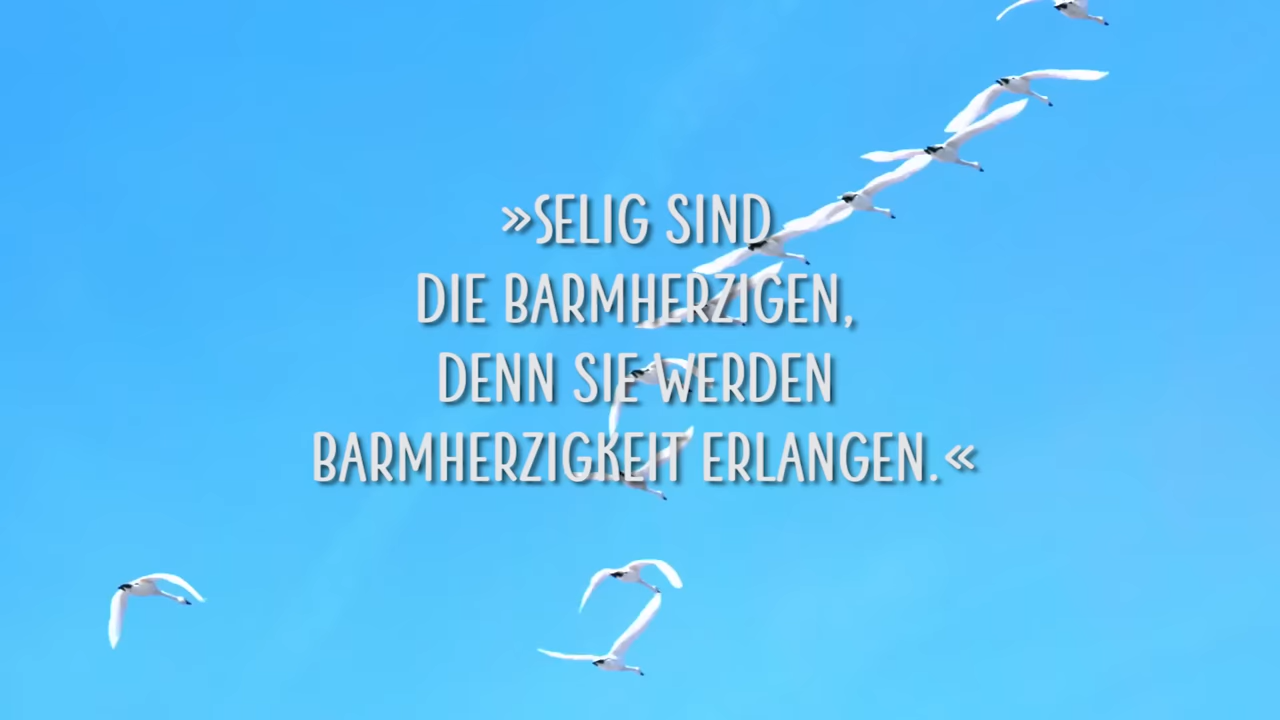 »SELIG SIND
DIE BARMHERZIGEN,
DENN SIE WERDEN
BARMHERZIGKEIT ERLANGEN.«